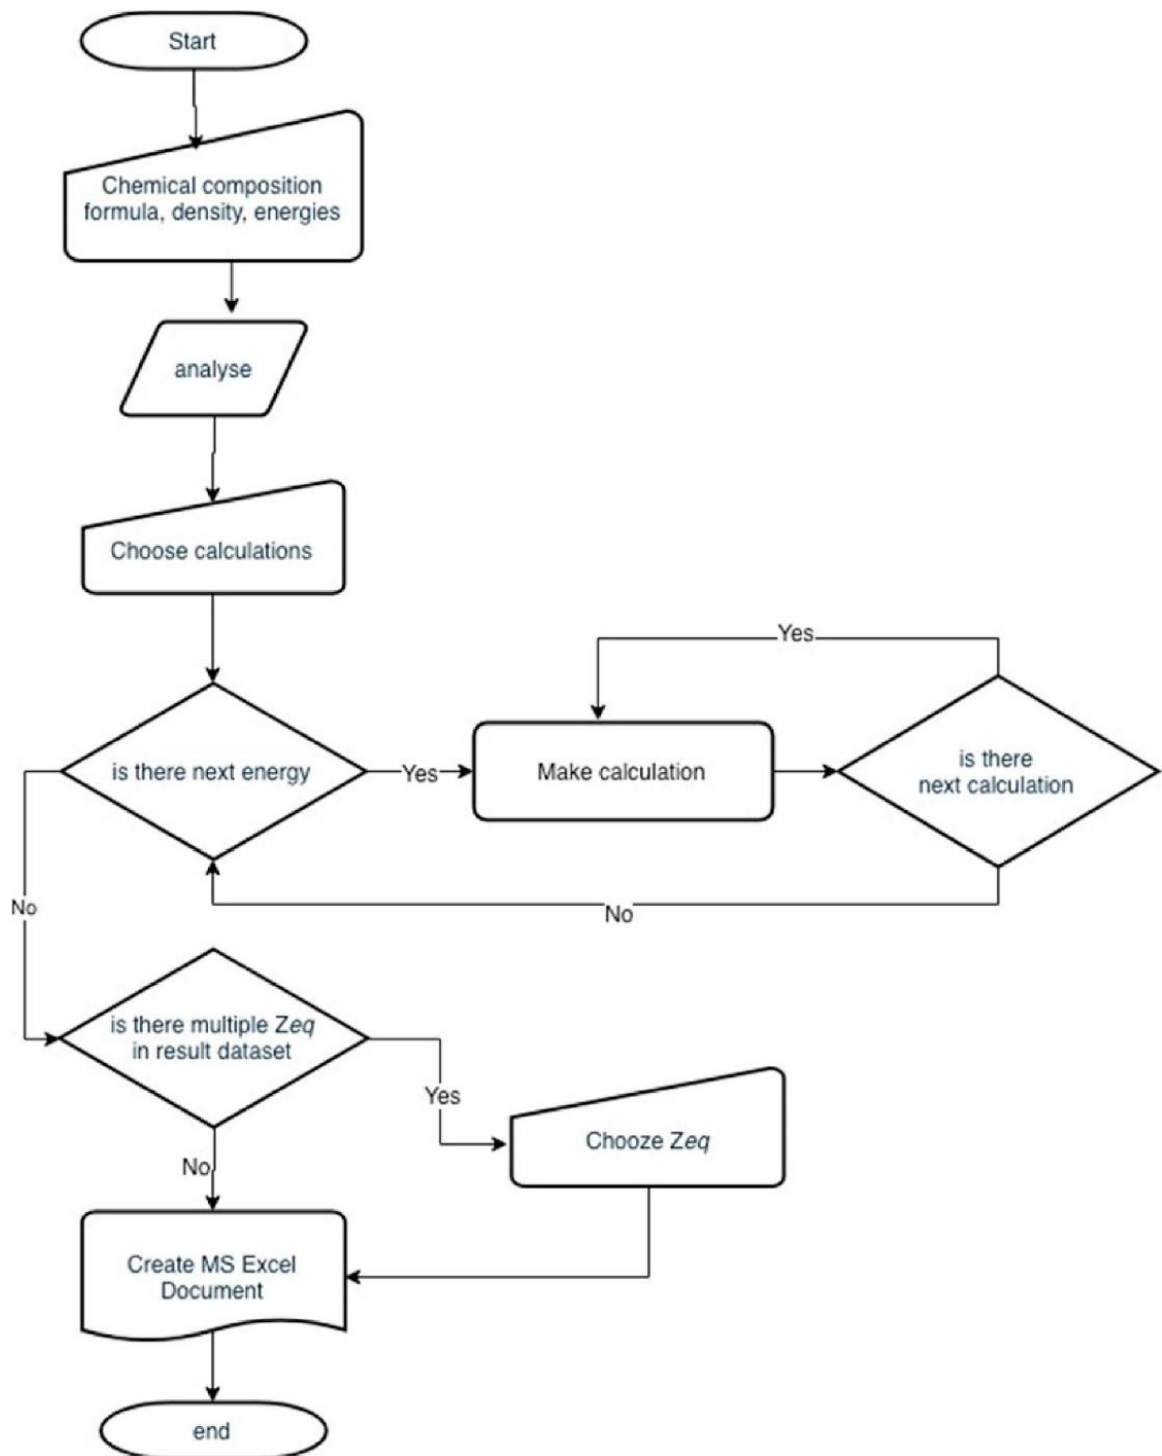 Start
Chemical composition
formula, density, energies
analyse
Choose calculations
Yes
is there next energy
Yes
Make calculation
is there
next calculation
No
No
is there multiple Zeq
in result dataset
Yes
Chooze Zeq
No
Create MS Excel
Document
end